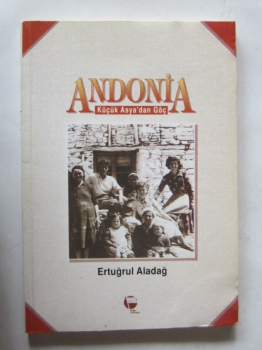 ANDONİA
Küçük Asya'dan Göç
Ertuğrul Aladağ